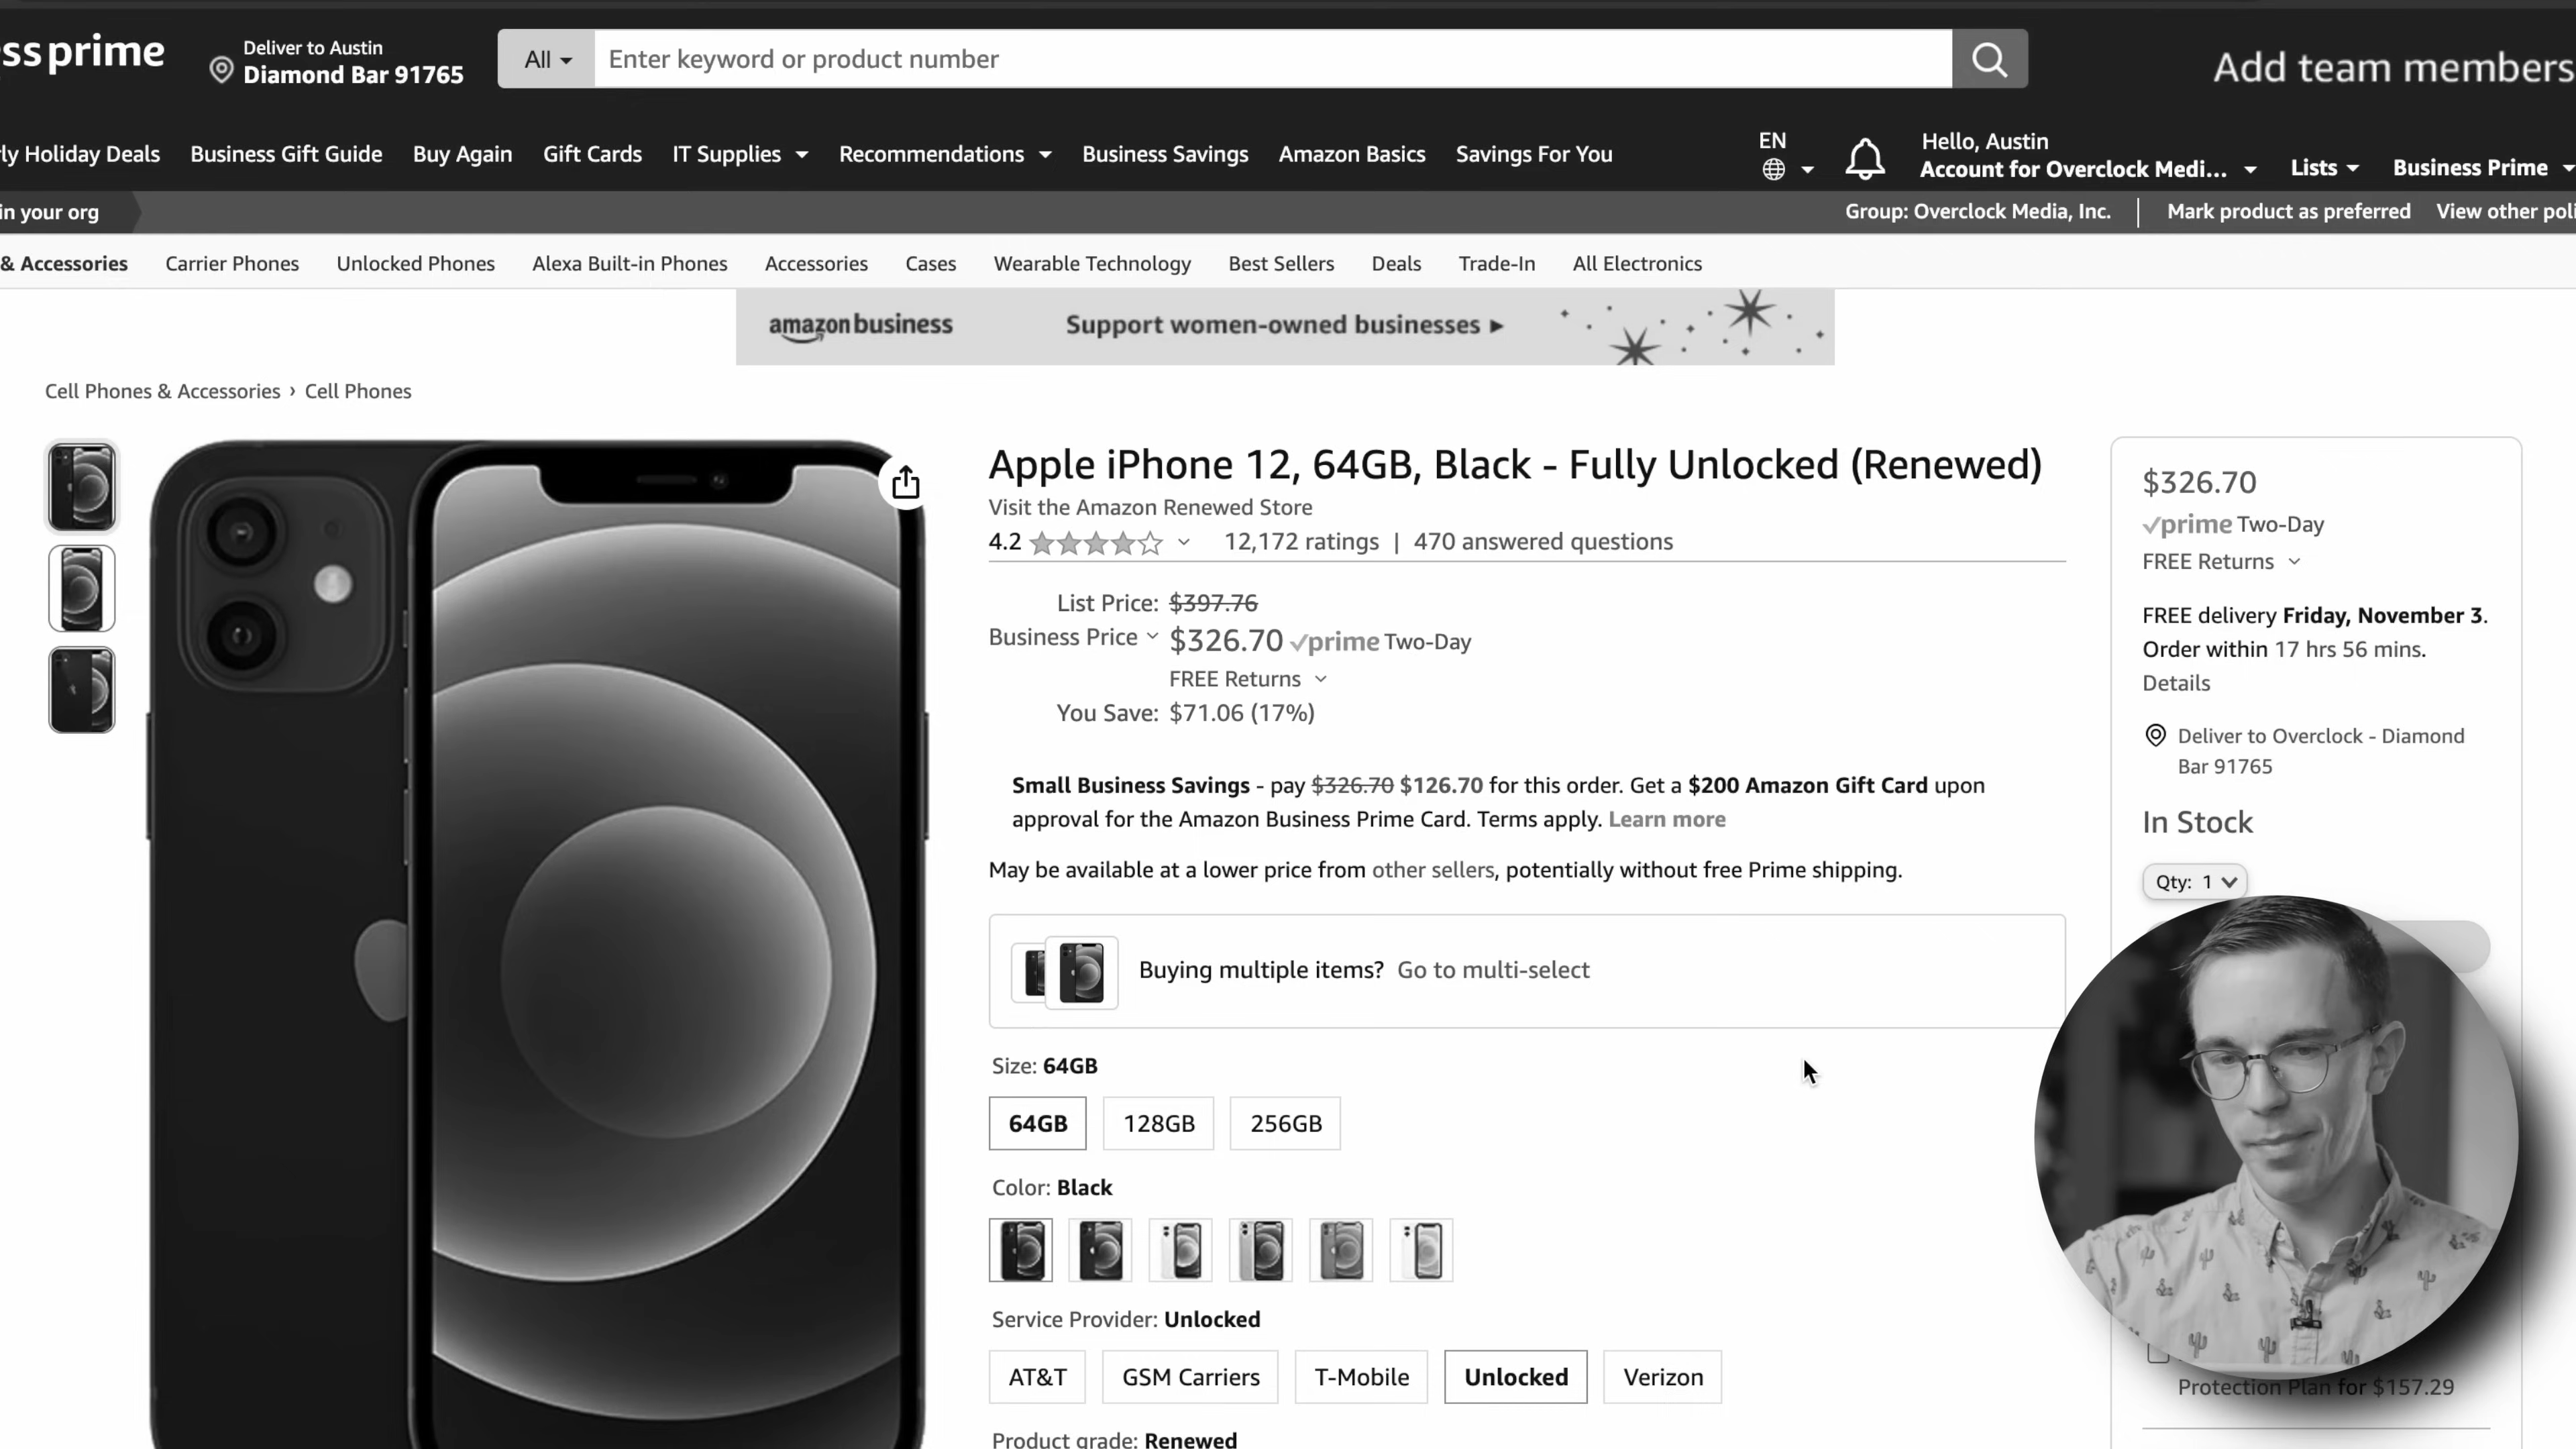 ss prime
Deliver to Austin
Diamond Bar 91765
All
Enter keyword or product number
Add team members
ly Holiday Deals
Business Gift Guide
Buy Again
Gift Cards
IT Supplies
Recommendations
Business Savings
Amazon Basics
Savings For You
EN
Hello, Austin
Account for Overclock Medi...
Lists
Business Prime
in your org
Group: Overclock Media, Inc.
Mark product as preferred
View other poli
& Accessories
Carrier Phones
Unlocked Phones
Alexa Built-in Phones
Accessories
Cases
Wearable Technology
Best Sellers
Deals
Trade-In
All Electronics
amazon business
Support women-owned businesses ▸
Cell Phones & Accessories › Cell Phones
Apple iPhone 12, 64GB, Black - Fully Unlocked (Renewed)
Visit the Amazon Renewed Store
4.2
12,172 ratings | 470 answered questions
List Price: $397.76
Business Price $326.70 prime Two-Day
FREE Returns
You Save: $71.06 (17%)
Small Business Savings - pay $326.70 $126.70 for this order. Get a $200 Amazon Gift Card upon
approval for the Amazon Business Prime Card. Terms apply. Learn more
May be available at a lower price from other sellers, potentially without free Prime shipping.
Buying multiple items? Go to multi-select
Size: 64GB
64GB
128GB
256GB
Color: Black
Service Provider: Unlocked
AT&T
GSM Carriers
T-Mobile
Unlocked
Verizon
Product grade: Renewed
$326.70
prime Two-Day
FREE Returns
FREE delivery Friday, November 3.
Order within 17 hrs 56 mins.
Details
Deliver to Overclock - Diamond
Bar 91765
In Stock
Qty: 1
Protection Plan for $157.29